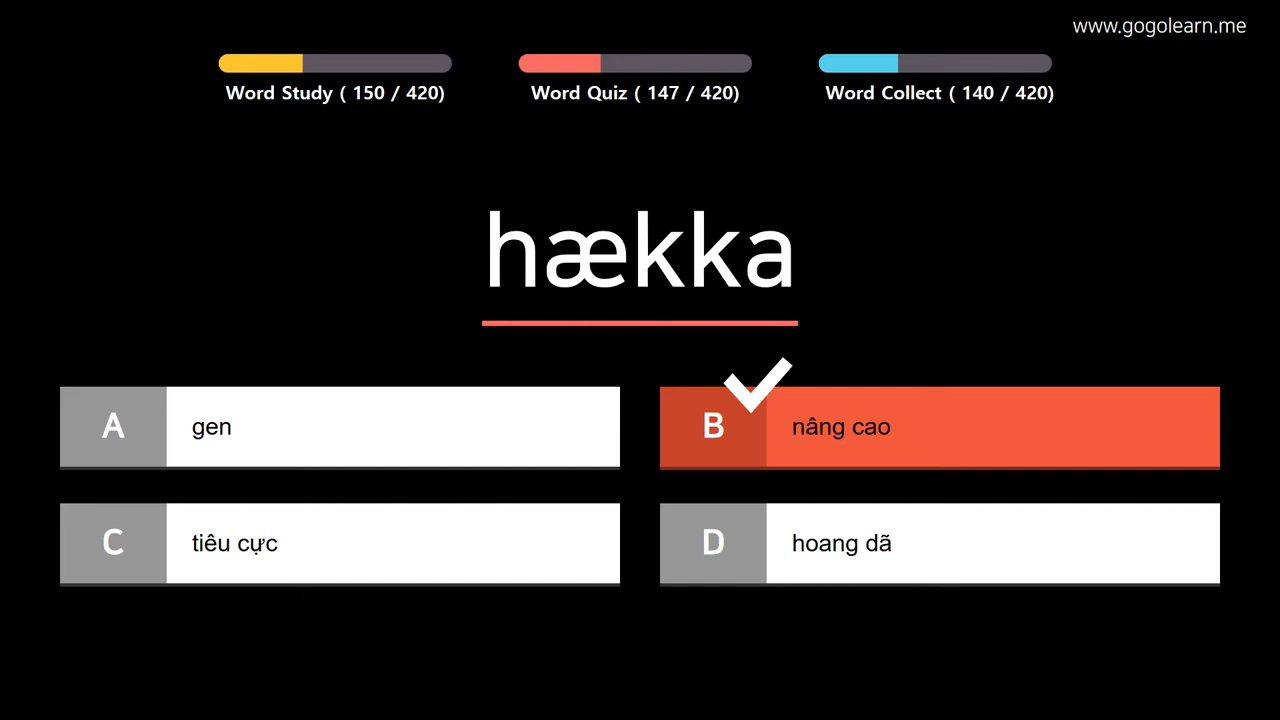 www.gogolearn.me
Word Study ( 150 / 420)
Word Quiz ( 147 / 420)
Word Collect ( 140 / 420)
hækka
A gen
B nâng cao
C tiêu cực
D hoang dã